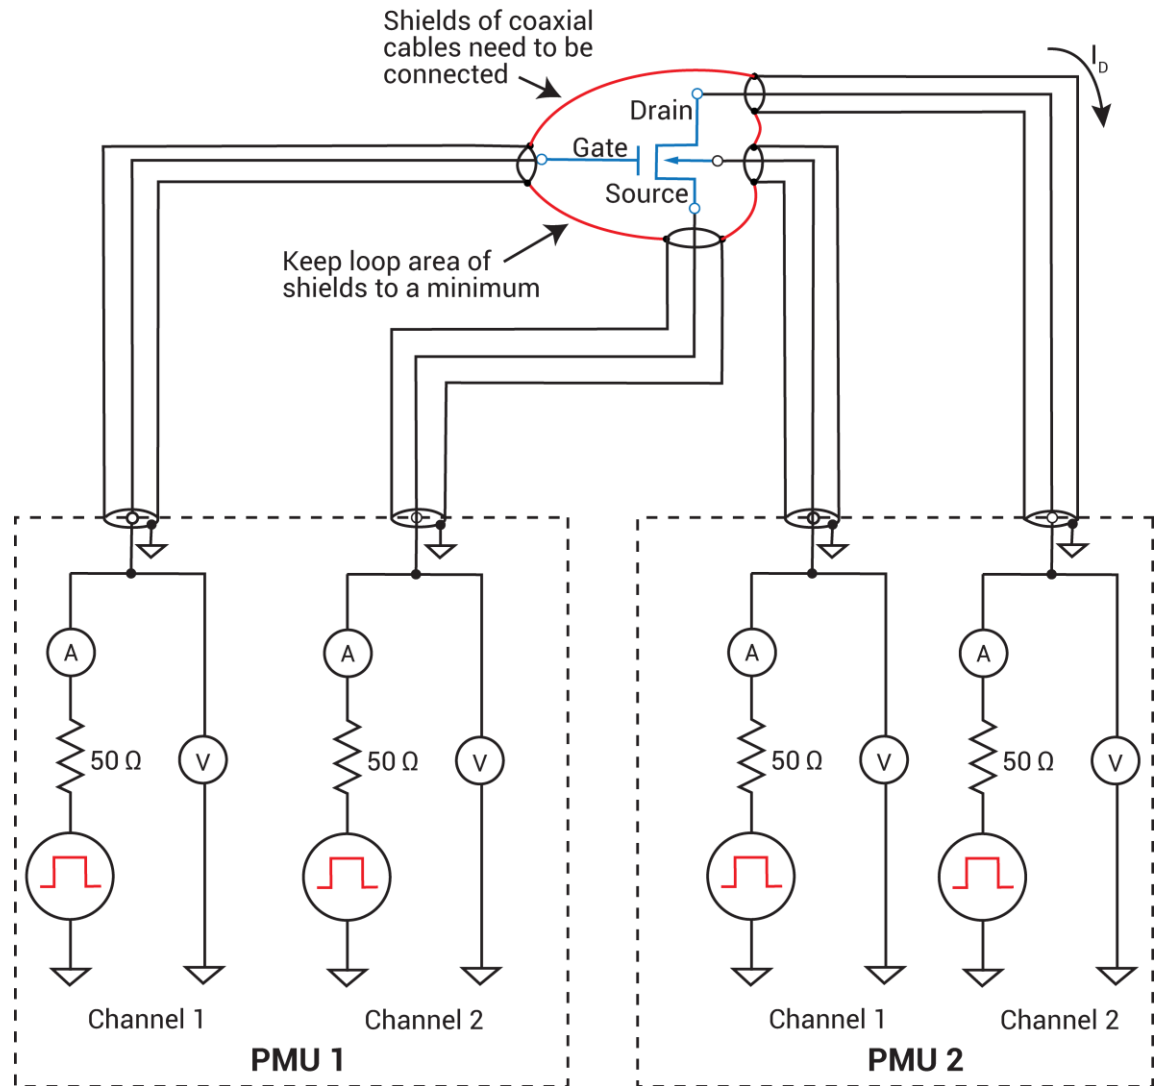 Shields of coaxial
cables need to be
connected
I_D
Drain
Gate
Source
Keep loop area of
shields to a minimum
A
A
A
A
50 Ω
V
50 Ω
V
50 Ω
V
50 Ω
V
Channel 1
Channel 2
Channel 1
Channel 2
PMU 1
PMU 2